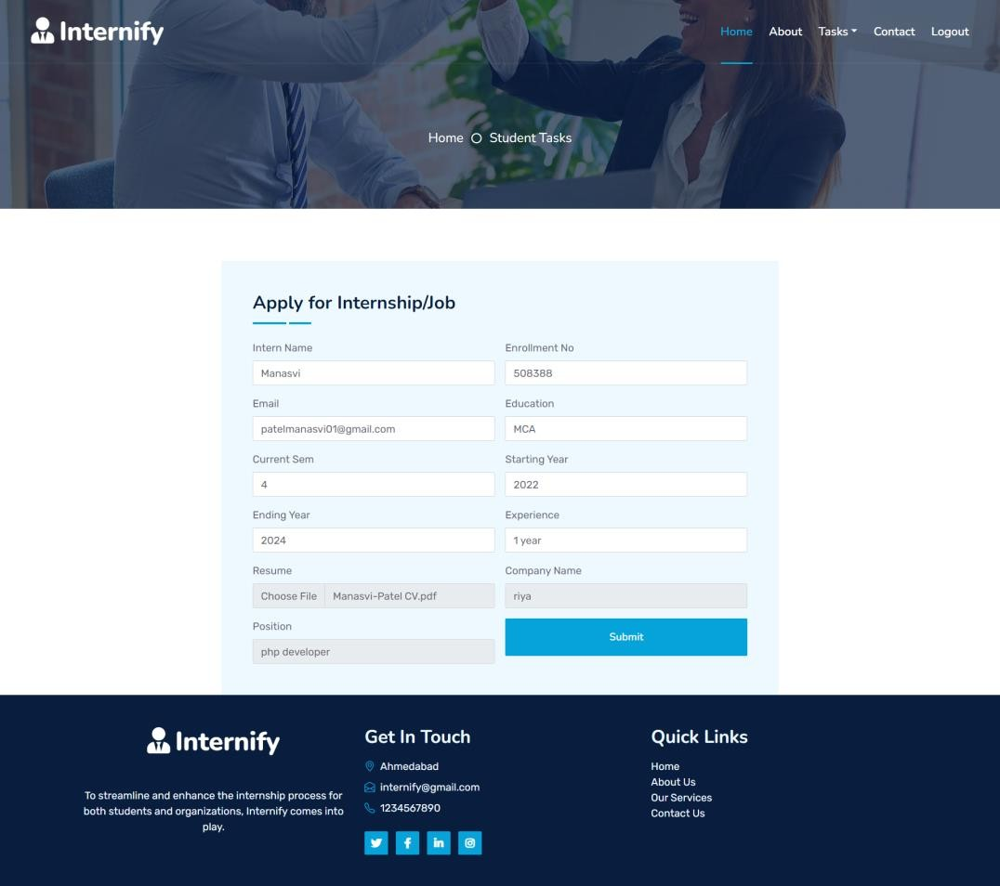 Internify
Home About Tasks Contact Logout
Home Student Tasks
Apply for Internship/Job
Intern Name Enrollment No
Manasvi 508388
Email Education
patelmanasvi01@gmail.com MCA
Current Sem Starting Year
4 2022
Ending Year Experience
2024 1 year
Resume Company Name
Choose File Manasvi-Patel CV.pdf riya
Position
Submit
php developer
Internify
To streamline and enhance the internship process for
both students and organizations, Internify comes into
play.
Get In Touch
Ahmedabad
internify@gmail.com
1234567890
Quick Links
Home
About Us
Our Services
Contact Us